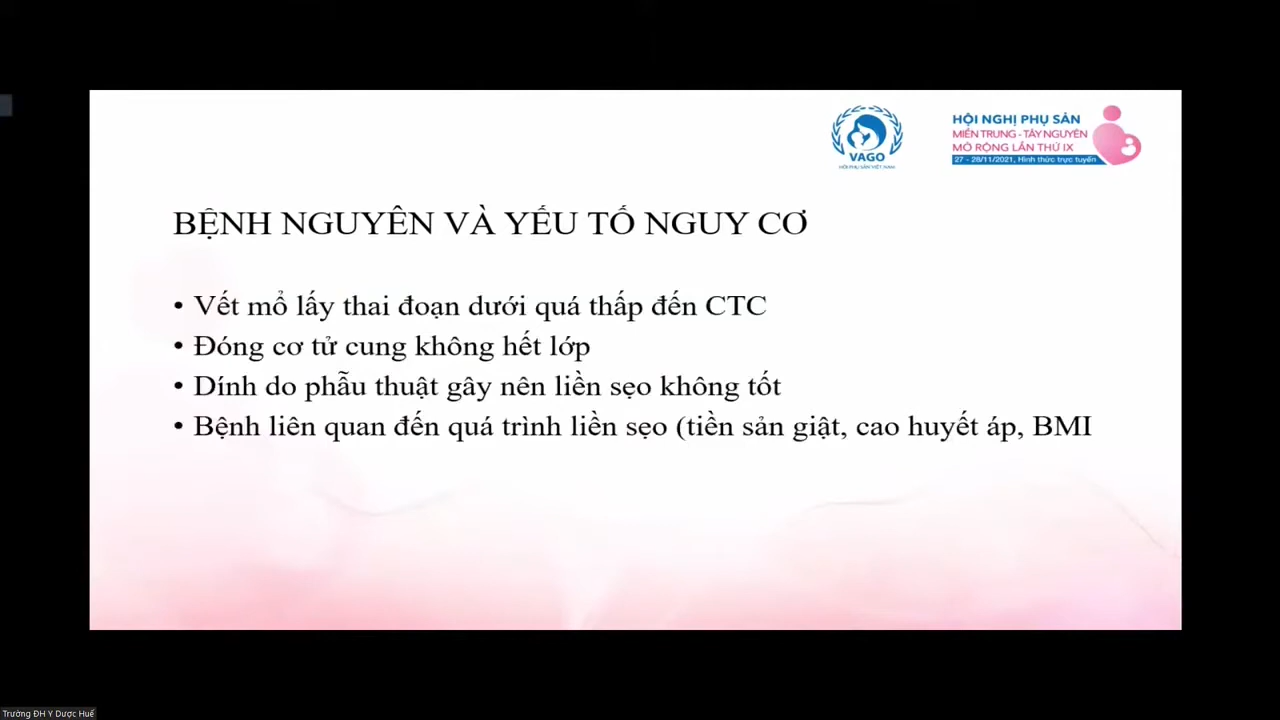 VAGO
HỘI PHỤ SẢN VIỆT NAM
HỘI NGHỊ PHỤ SẢN
MIỀN TRUNG - TÂY NGUYÊN
MỞ RỘNG LẦN THỨ IX
27 - 28/11/2021, Hình thức trực tuyến
BỆNH NGUYÊN VÀ YẾU TỐ NGUY CƠ
• Vết mổ lấy thai đoạn dưới quá thấp đến CTC
• Đóng cơ tử cung không hết lớp
• Dính do phẫu thuật gây nên liền sẹo không tốt
• Bệnh liên quan đến quá trình liền sẹo (tiền sản giật, cao huyết áp, BMI
Trường ĐH Y Dược Huế